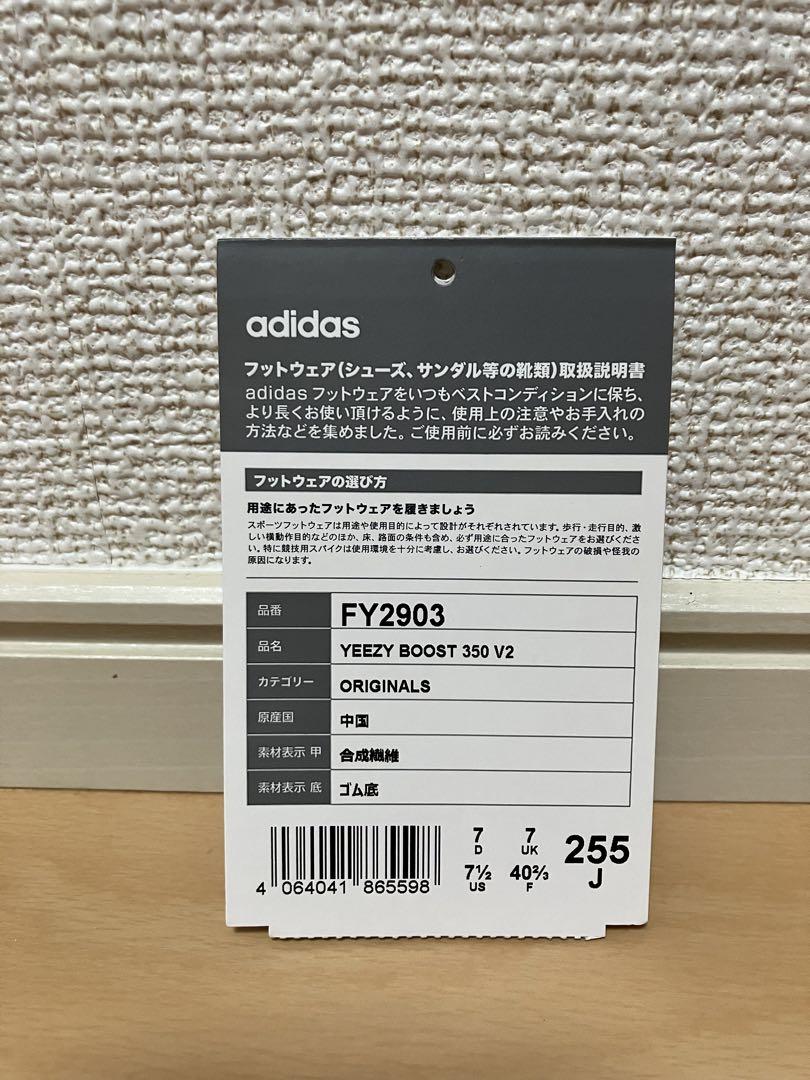 adidas
フットウェア(シューズ、サンダル等の靴類)取扱説明書
adidas フットウェアをいつもベストコンディションに保ち、
より長くお使い頂けるように、使用上の注意やお手入れの
方法などを集めました。ご使用前に必ずお読みください。
フットウェアの選び方
用途にあったフットウェアを履きましょう
スポーツフットウェアは用途や使用目的によって設計がそれぞれされています。歩行・走行目的、激
しい横動作目的などのほか、床、路面の条件も含め、必ず用途に合ったフットウェアをお選びくださ
い。特に競技用スパイクは使用環境を十分に考慮し、お選びください。フットウェアの破損や怪我の
原因になります。
品番 FY2903
品名 YEEZY BOOST 350 V2
カテゴリー ORIGINALS
原産国 中国
素材表示 甲 合成繊維
素材表示 底 ゴム底
7 7 255
D UK J
7½ 40⅔
US F
4 064041 865598